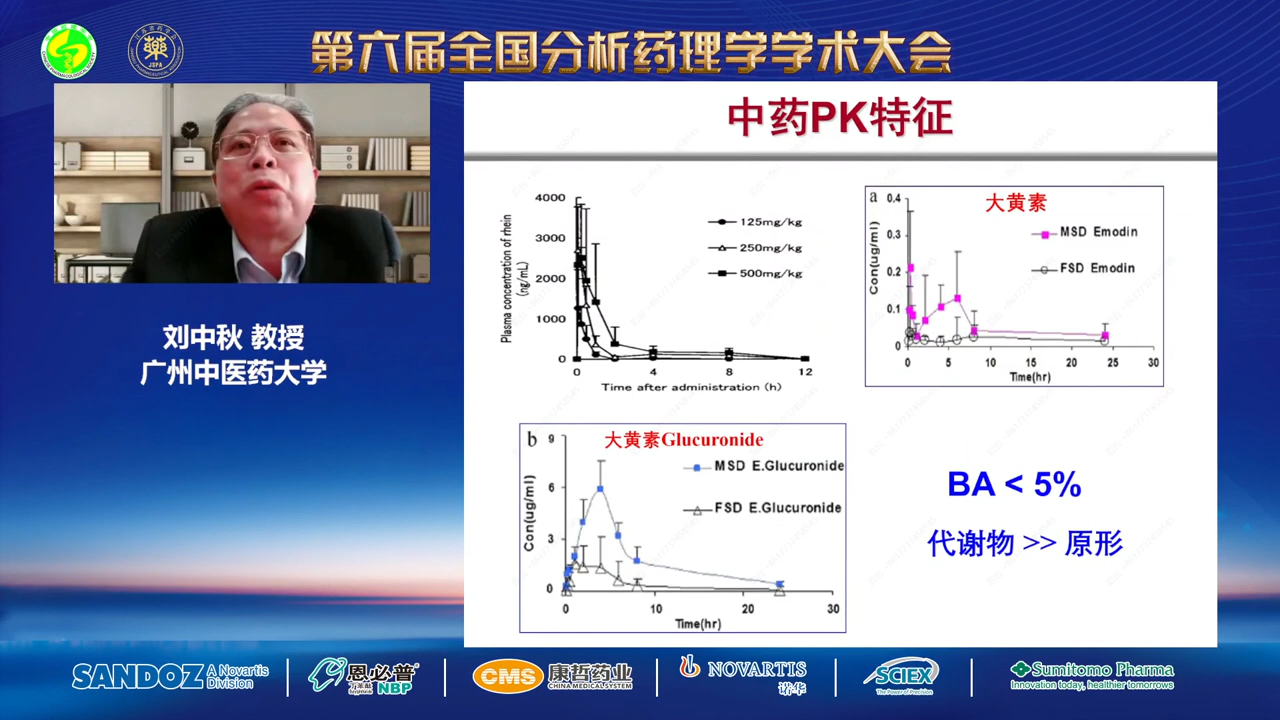 第六届全国分析药理学学术大会
JSPA
刘中秋 教授
广州中医药大学
中药PK特征
Plasma concentration of rhein
(ng/mL)
4000
3000
2000
1000
0
125mg/kg
250mg/kg
500mg/kg
0
4
8
12
Time after administration (h)
a
大黄素
Con(ug/ml)
0.4
0.3
0.2
0.1
0
MSD Emodin
FSD Emodin
0
5
10
15
20
25
30
Time(hr)
b
大黄素Glucuronide
Con(ug/ml)
9
6
3
0
MSD E.Glucuronide
FSD E.Glucuronide
0
10
20
30
Time(hr)
BA < 5%
代谢物 >> 原形
SANDOZ A Novartis
Division
恩必普
NBP
CMS 康哲药业
CHINA MEDICAL SYSTEM
NOVARTIS
诺华
SCIEX
The Power of Precision
Sumitomo Pharma
Innovation today, healthier tomorrows